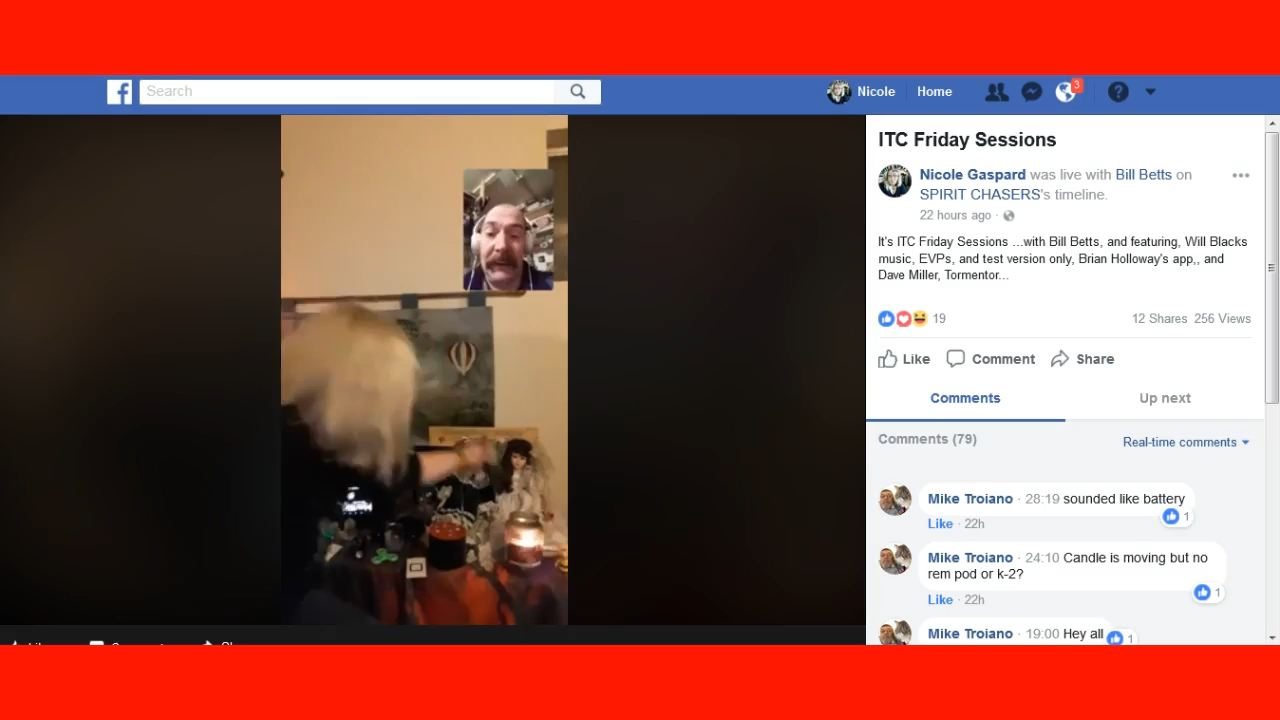 Search
Nicole
Home
3
ITC Friday Sessions
Nicole Gaspard was live with Bill Betts on
SPIRIT CHASERS's timeline.
22 hours ago ·
It's ITC Friday Sessions ...with Bill Betts, and featuring, Will Blacks
music, EVPs, and test version only, Brian Holloway's app,, and
Dave Miller, Tormentor...
19
12 Shares 256 Views
Like Comment Share
Comments Up next
Comments (79)
Real-time comments
Mike Troiano · 28:19 sounded like battery
1
Like · 22h
Mike Troiano · 24:10 Candle is moving but no
rem pod or k-2?
1
Like · 22h
Mike Troiano · 19:00 Hey all
1